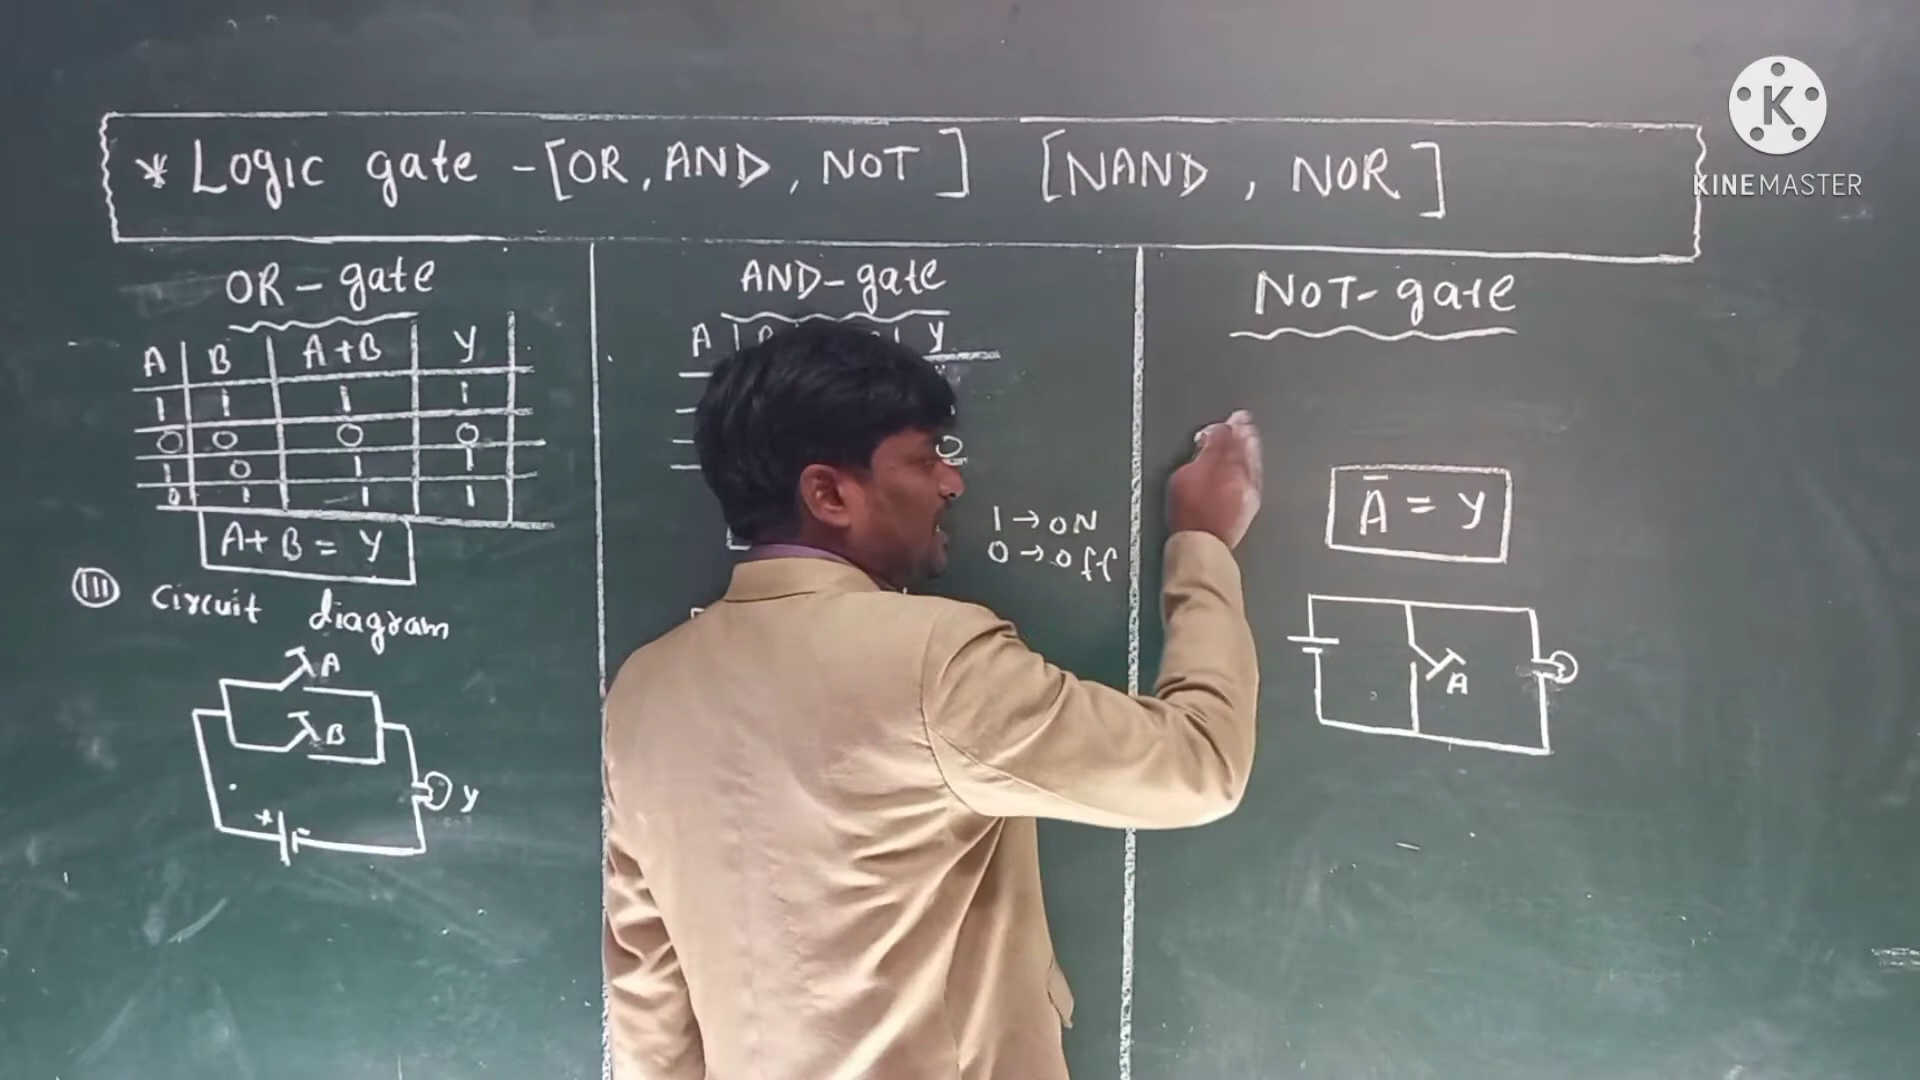 * Logic gate - [OR, AND, NOT] [NAND, NOR]
KINEMASTER
OR - gate
A B A+B Y
1 1 1 1
0 0 0 0
1 0 1 1
0 1 1 1
A+B = Y
III Circuit diagram
A
B
Y
+ -
AND-gate
A Y
0
1 → ON
0 → Off
NOT-gate
Ā = Y
A